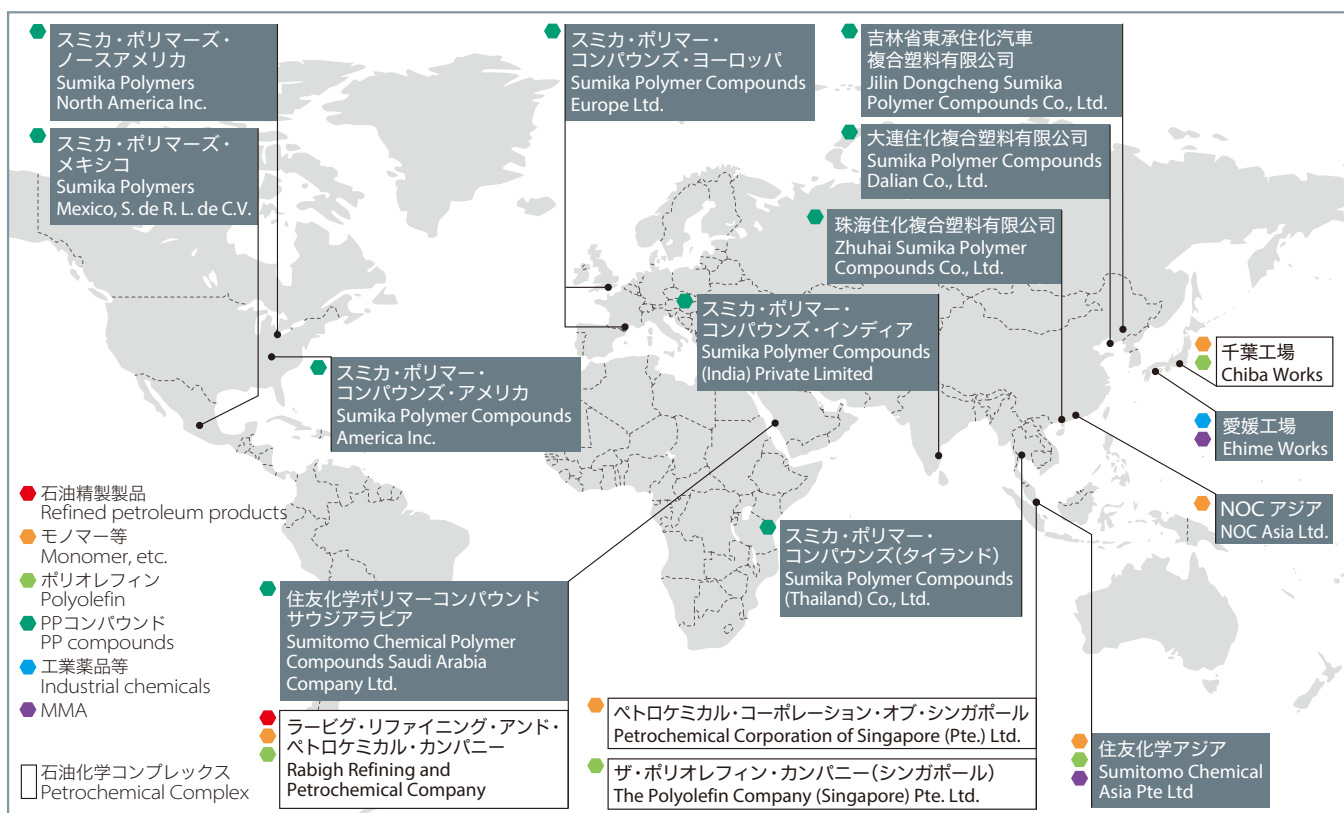 スミカ・ポリマーズ・
ノースアメリカ
Sumika Polymers
North America Inc.
スミカ・ポリマーズ・
メキシコ
Sumika Polymers
Mexico, S. de R. L. de C.V.
スミカ・ポリマー・
コンパウンズ・ヨーロッパ
Sumika Polymer Compounds
Europe Ltd.
吉林省東承住化汽車
複合塑料有限公司
Jilin Dongcheng Sumika
Polymer Compounds Co., Ltd.
大連住化複合塑料有限公司
Sumika Polymer Compounds
Dalian Co., Ltd.
珠海住化複合塑料有限公司
Zhuhai Sumika Polymer
Compounds Co., Ltd.
スミカ・ポリマー・
コンパウンズ・インディア
Sumika Polymer Compounds
(India) Private Limited
千葉工場
Chiba Works
スミカ・ポリマー・
コンパウンズ・アメリカ
Sumika Polymer Compounds
America Inc.
愛媛工場
Ehime Works
NOC アジア
NOC Asia Ltd.
スミカ・ポリマー・
コンパウンズ(タイランド)
Sumika Polymer Compounds
(Thailand) Co., Ltd.
住友化学ポリマーコンパウンド
サウジアラビア
Sumitomo Chemical Polymer
Compounds Saudi Arabia
Company Ltd.
ラービグ・リファイニング・アンド・
ペトロケミカル・カンパニー
Rabigh Refining and
Petrochemical Company
ペトロケミカル・コーポレーション・オブ・シンガポール
Petrochemical Corporation of Singapore (Pte.) Ltd.
ザ・ポリオレフィン・カンパニー(シンガポール)
The Polyolefin Company (Singapore) Pte. Ltd.
住友化学アジア
Sumitomo Chemical
Asia Pte Ltd
石油精製製品
Refined petroleum products
モノマー等
Monomer, etc.
ポリオレフィン
Polyolefin
PPコンパウンド
PP compounds
工業薬品等
Industrial chemicals
MMA
石油化学コンプレックス
Petrochemical Complex